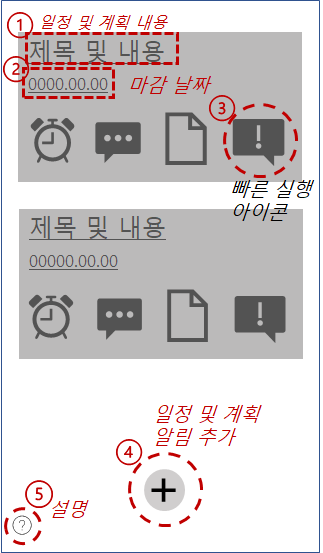 ① 일정 및 계획 내용
제목 및 내용
② 0000.00.00 마감 날짜
③
빠른 실행
아이콘
제목 및 내용
00000.00.00
일정 및 계획
④ 알림 추가
⑤ 설명
?